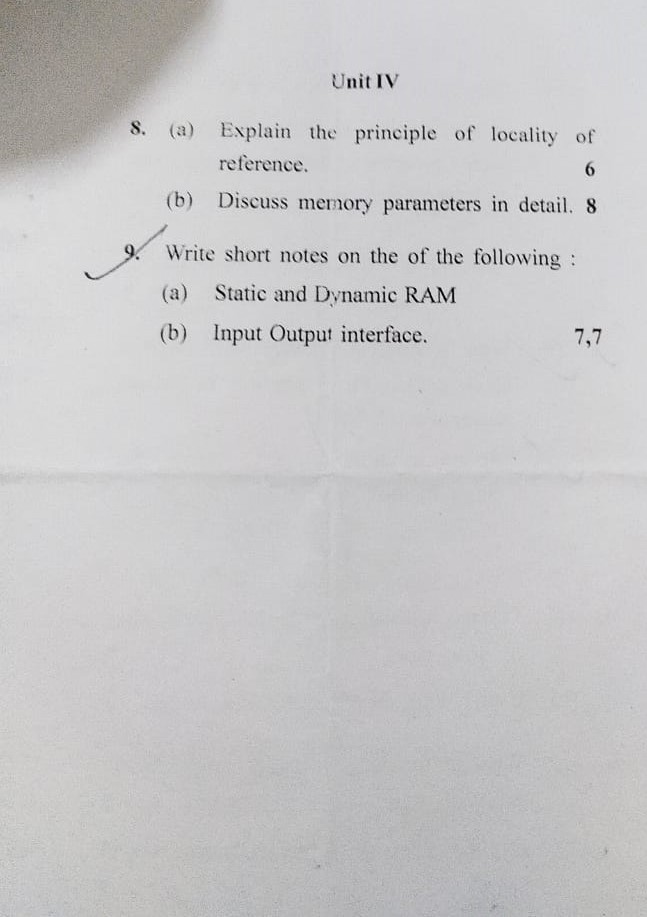 Unit IV
8. (a) Explain the principle of locality of
reference. 6
(b) Discuss memory parameters in detail. 8
9. Write short notes on the of the following :
(a) Static and Dynamic RAM
(b) Input Output interface. 7,7